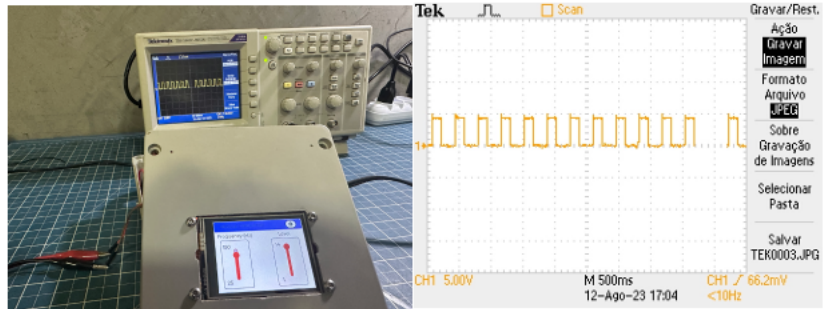 Tektronix
Tek
Scan
Gravar/Rest.
Ação
Gravar
Imagem
Formato
Arquivo
JPEG
Sobre
Gravação
de Imagens
Selecionar
Pasta
Salvar
TEK0003.JPG
1
CH1 5.00V
M 500ms
CH1 66.2mV
12-Ago-23 17:04
<10Hz